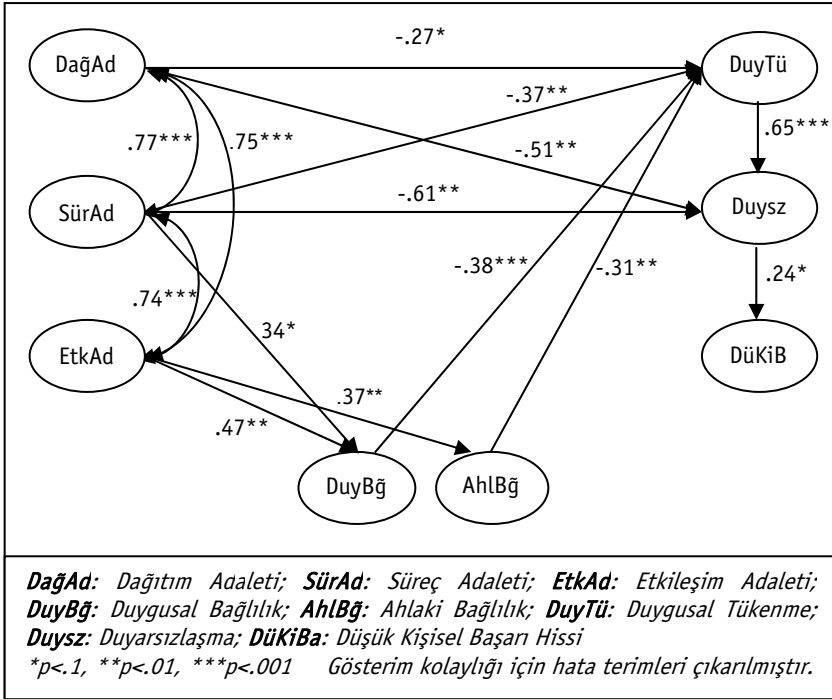 -.27*
DağAd
DuyTü
-.37**
.77***
.75***
.65***
-.51**
SürAd
-.61**
Duysz
-.38***
-.31**
.74***
.24*
34*
EtkAd
DüKiB
.37**
.47**
DuyBğ
AhlBğ
DağAd: Dağıtım Adaleti; SürAd: Süreç Adaleti; EtkAd: Etkileşim Adaleti;
DuyBğ: Duygusal Bağlılık; AhlBğ: Ahlaki Bağlılık; DuyTü: Duygusal Tükenme;
Duysz: Duyarsızlaşma; DüKiBa: Düşük Kişisel Başarı Hissi
*p<.1, **p<.01, ***p<.001 Gösterim kolaylığı için hata terimleri çıkarılmıştır.